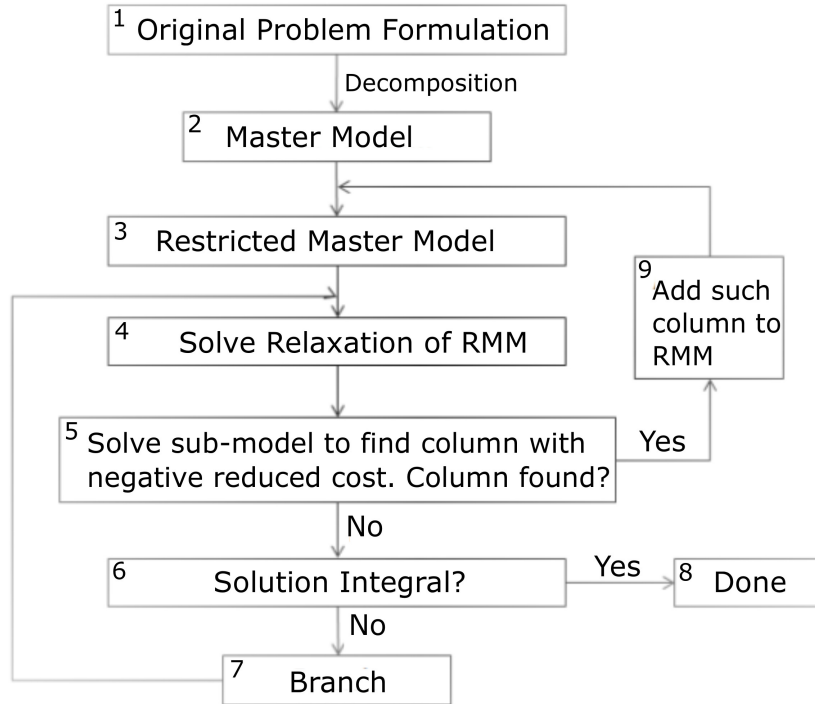 1 Original Problem Formulation
Decomposition
2 Master Model
3 Restricted Master Model
4 Solve Relaxation of RMM
5 Solve sub-model to find column with
negative reduced cost. Column found?
Yes
9
Add such
column to
RMM
No
6 Solution Integral?
Yes
8 Done
No
7 Branch